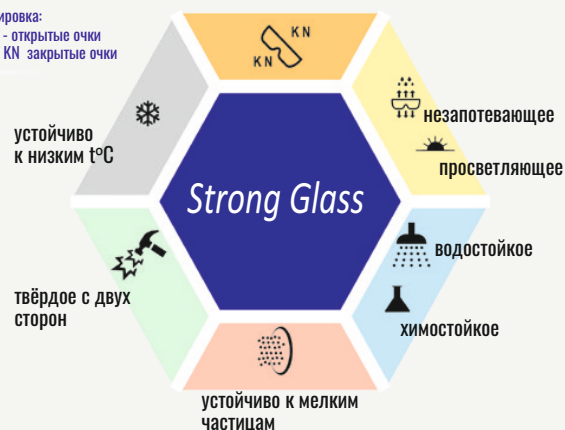 ировка:
- открытые очки
KN закрытые очки
KN
KN
незапотевающее
просветляющее
устойчиво
к низким t°C
Strong Glass
водостойкое
твёрдое с двух
сторон
химостойкое
устойчиво к мелким
частицам